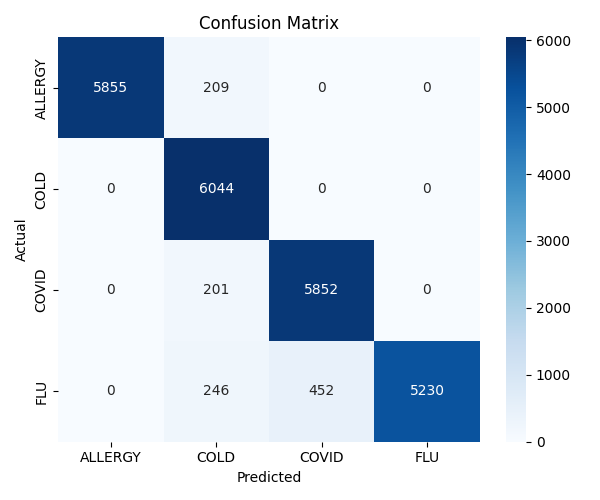 Confusion Matrix
Actual
ALLERGY 5855 209 0 0
COLD 0 6044 0 0
COVID 0 201 5852 0
FLU 0 246 452 5230
ALLERGY COLD COVID FLU
Predicted
6000
5000
4000
3000
2000
1000
0